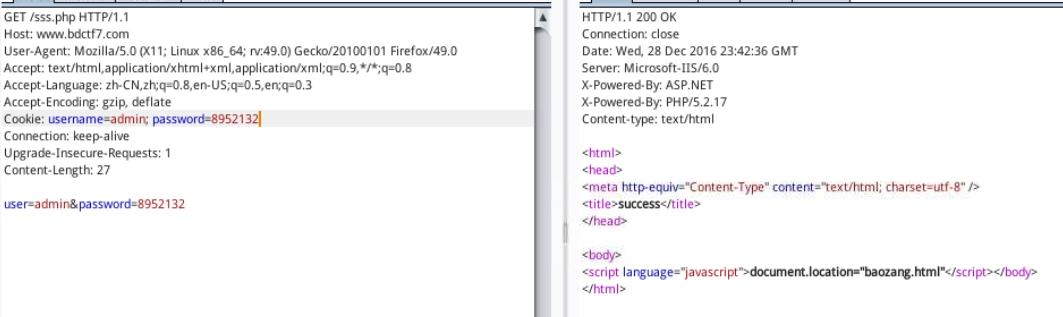 GET /sss.php HTTP/1.1
Host: www.bdctf7.com
User-Agent: Mozilla/5.0 (X11; Linux x86_64; rv:49.0) Gecko/20100101 Firefox/49.0
Accept: text/html,application/xhtml+xml,application/xml;q=0.9,*/*;q=0.8
Accept-Language: zh-CN,zh;q=0.8,en-US;q=0.5,en;q=0.3
Accept-Encoding: gzip, deflate
Cookie: username=admin; password=8952132
Connection: keep-alive
Upgrade-Insecure-Requests: 1
Content-Length: 27

user=admin&password=8952132

HTTP/1.1 200 OK
Connection: close
Date: Wed, 28 Dec 2016 23:42:36 GMT
Server: Microsoft-IIS/6.0
X-Powered-By: ASP.NET
X-Powered-By: PHP/5.2.17
Content-type: text/html

<html>
<head>
<meta http-equiv="Content-Type" content="text/html; charset=utf-8" />
<title>success</title>
</head>

<body>
<script language="javascript">document.location="baozang.html"</script></body>
</html>